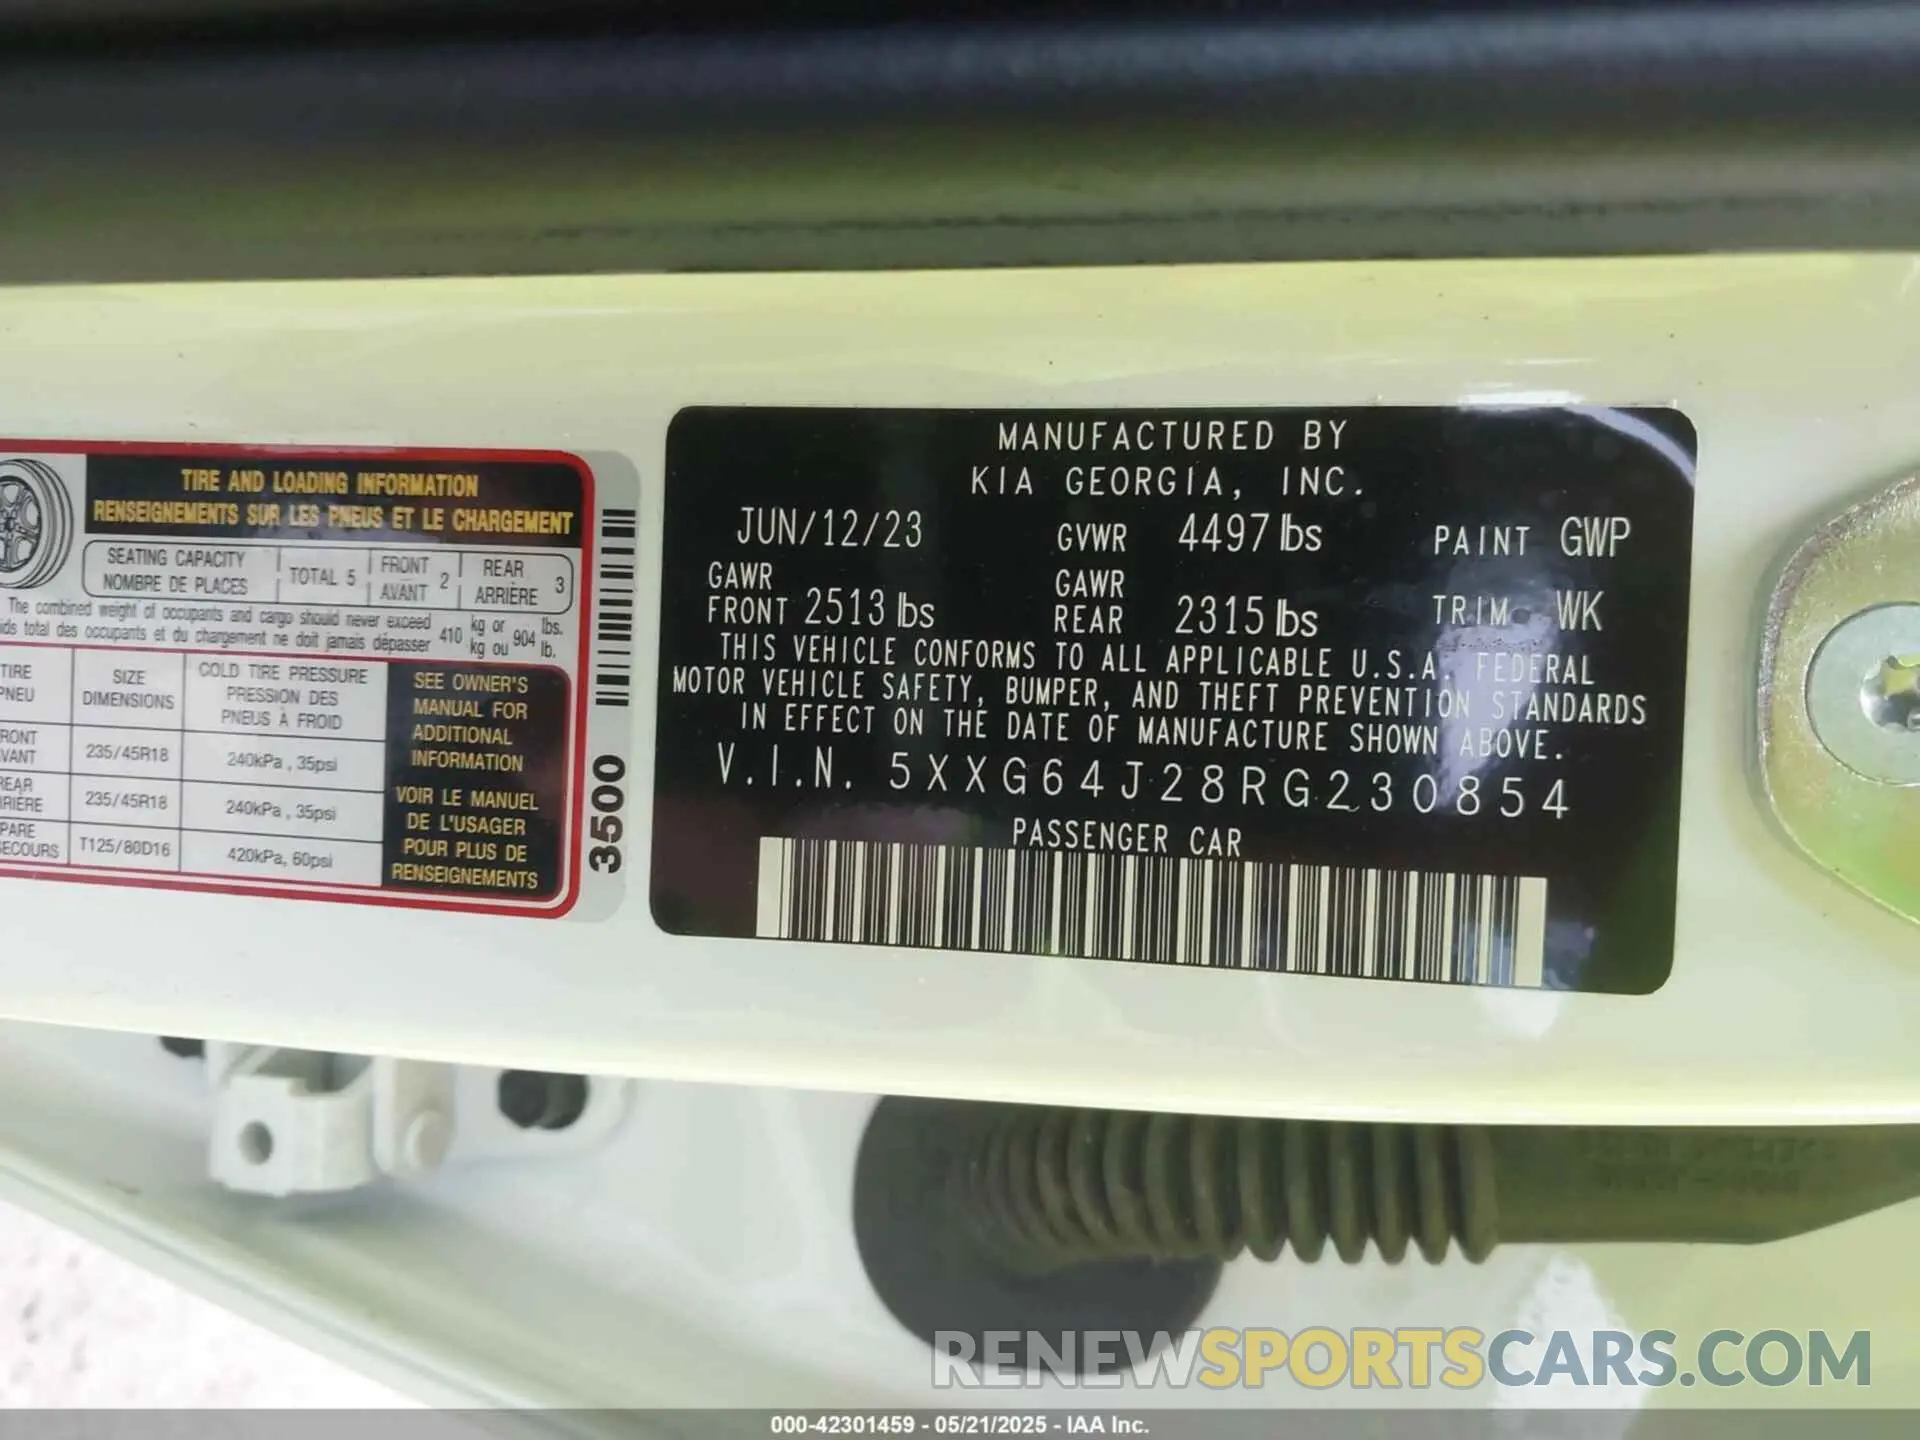 TIRE AND LOADING INFORMATION
RENSEIGNEMENTS SUR LES PNEUS ET LE CHARGEMENT
SEATING CAPACITY
NOMBRE DE PLACES
TOTAL 5
FRONT
AVANT
2
REAR
ARRIÈRE
3
The combined weight of occupants and cargo should never exceed
total des occupants et du chargement ne doit jamais dépasser
410
kg or
kg ou
904
lbs.
lb.
TIRE
PNEU
SIZE
DIMENSIONS
COLD TIRE PRESSURE
PRESSION DES
PNEUS À FROID
235/45R18
240kPa , 35psi
235/45R18
240kPa , 35psi
T125/80D16
420kPa, 60psi
SEE OWNER'S
MANUAL FOR
ADDITIONAL
INFORMATION
VOIR LE MANUEL
DE L'USAGER
POUR PLUS DE
RENSEIGNEMENTS
3500
MANUFACTURED BY
KIA GEORGIA, INC.
JUN/12/23 GVWR 4497 lbs PAINT GWP
GAWR
FRONT 2513 lbs
GAWR
REAR 2315 lbs
TRIM WK
THIS VEHICLE CONFORMS TO ALL APPLICABLE U.S.A. FEDERAL
MOTOR VEHICLE SAFETY, BUMPER, AND THEFT PREVENTION STANDARDS
IN EFFECT ON THE DATE OF MANUFACTURE SHOWN ABOVE.
V.I.N. 5XXG64J28RG230854
PASSENGER CAR
RENEWSPORTSCARS.COM
000-42301459 - 05/21/2025 - IAA Inc.